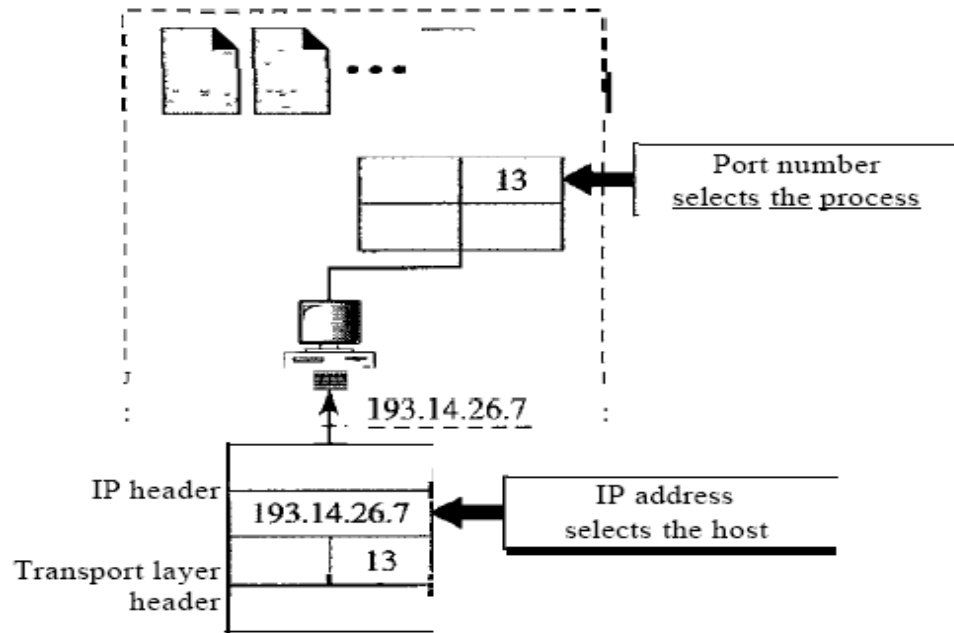 13
Port number
selects the process
193.14.26.7
IP header
193.14.26.7
IP address
selects the host
13
Transport layer
header